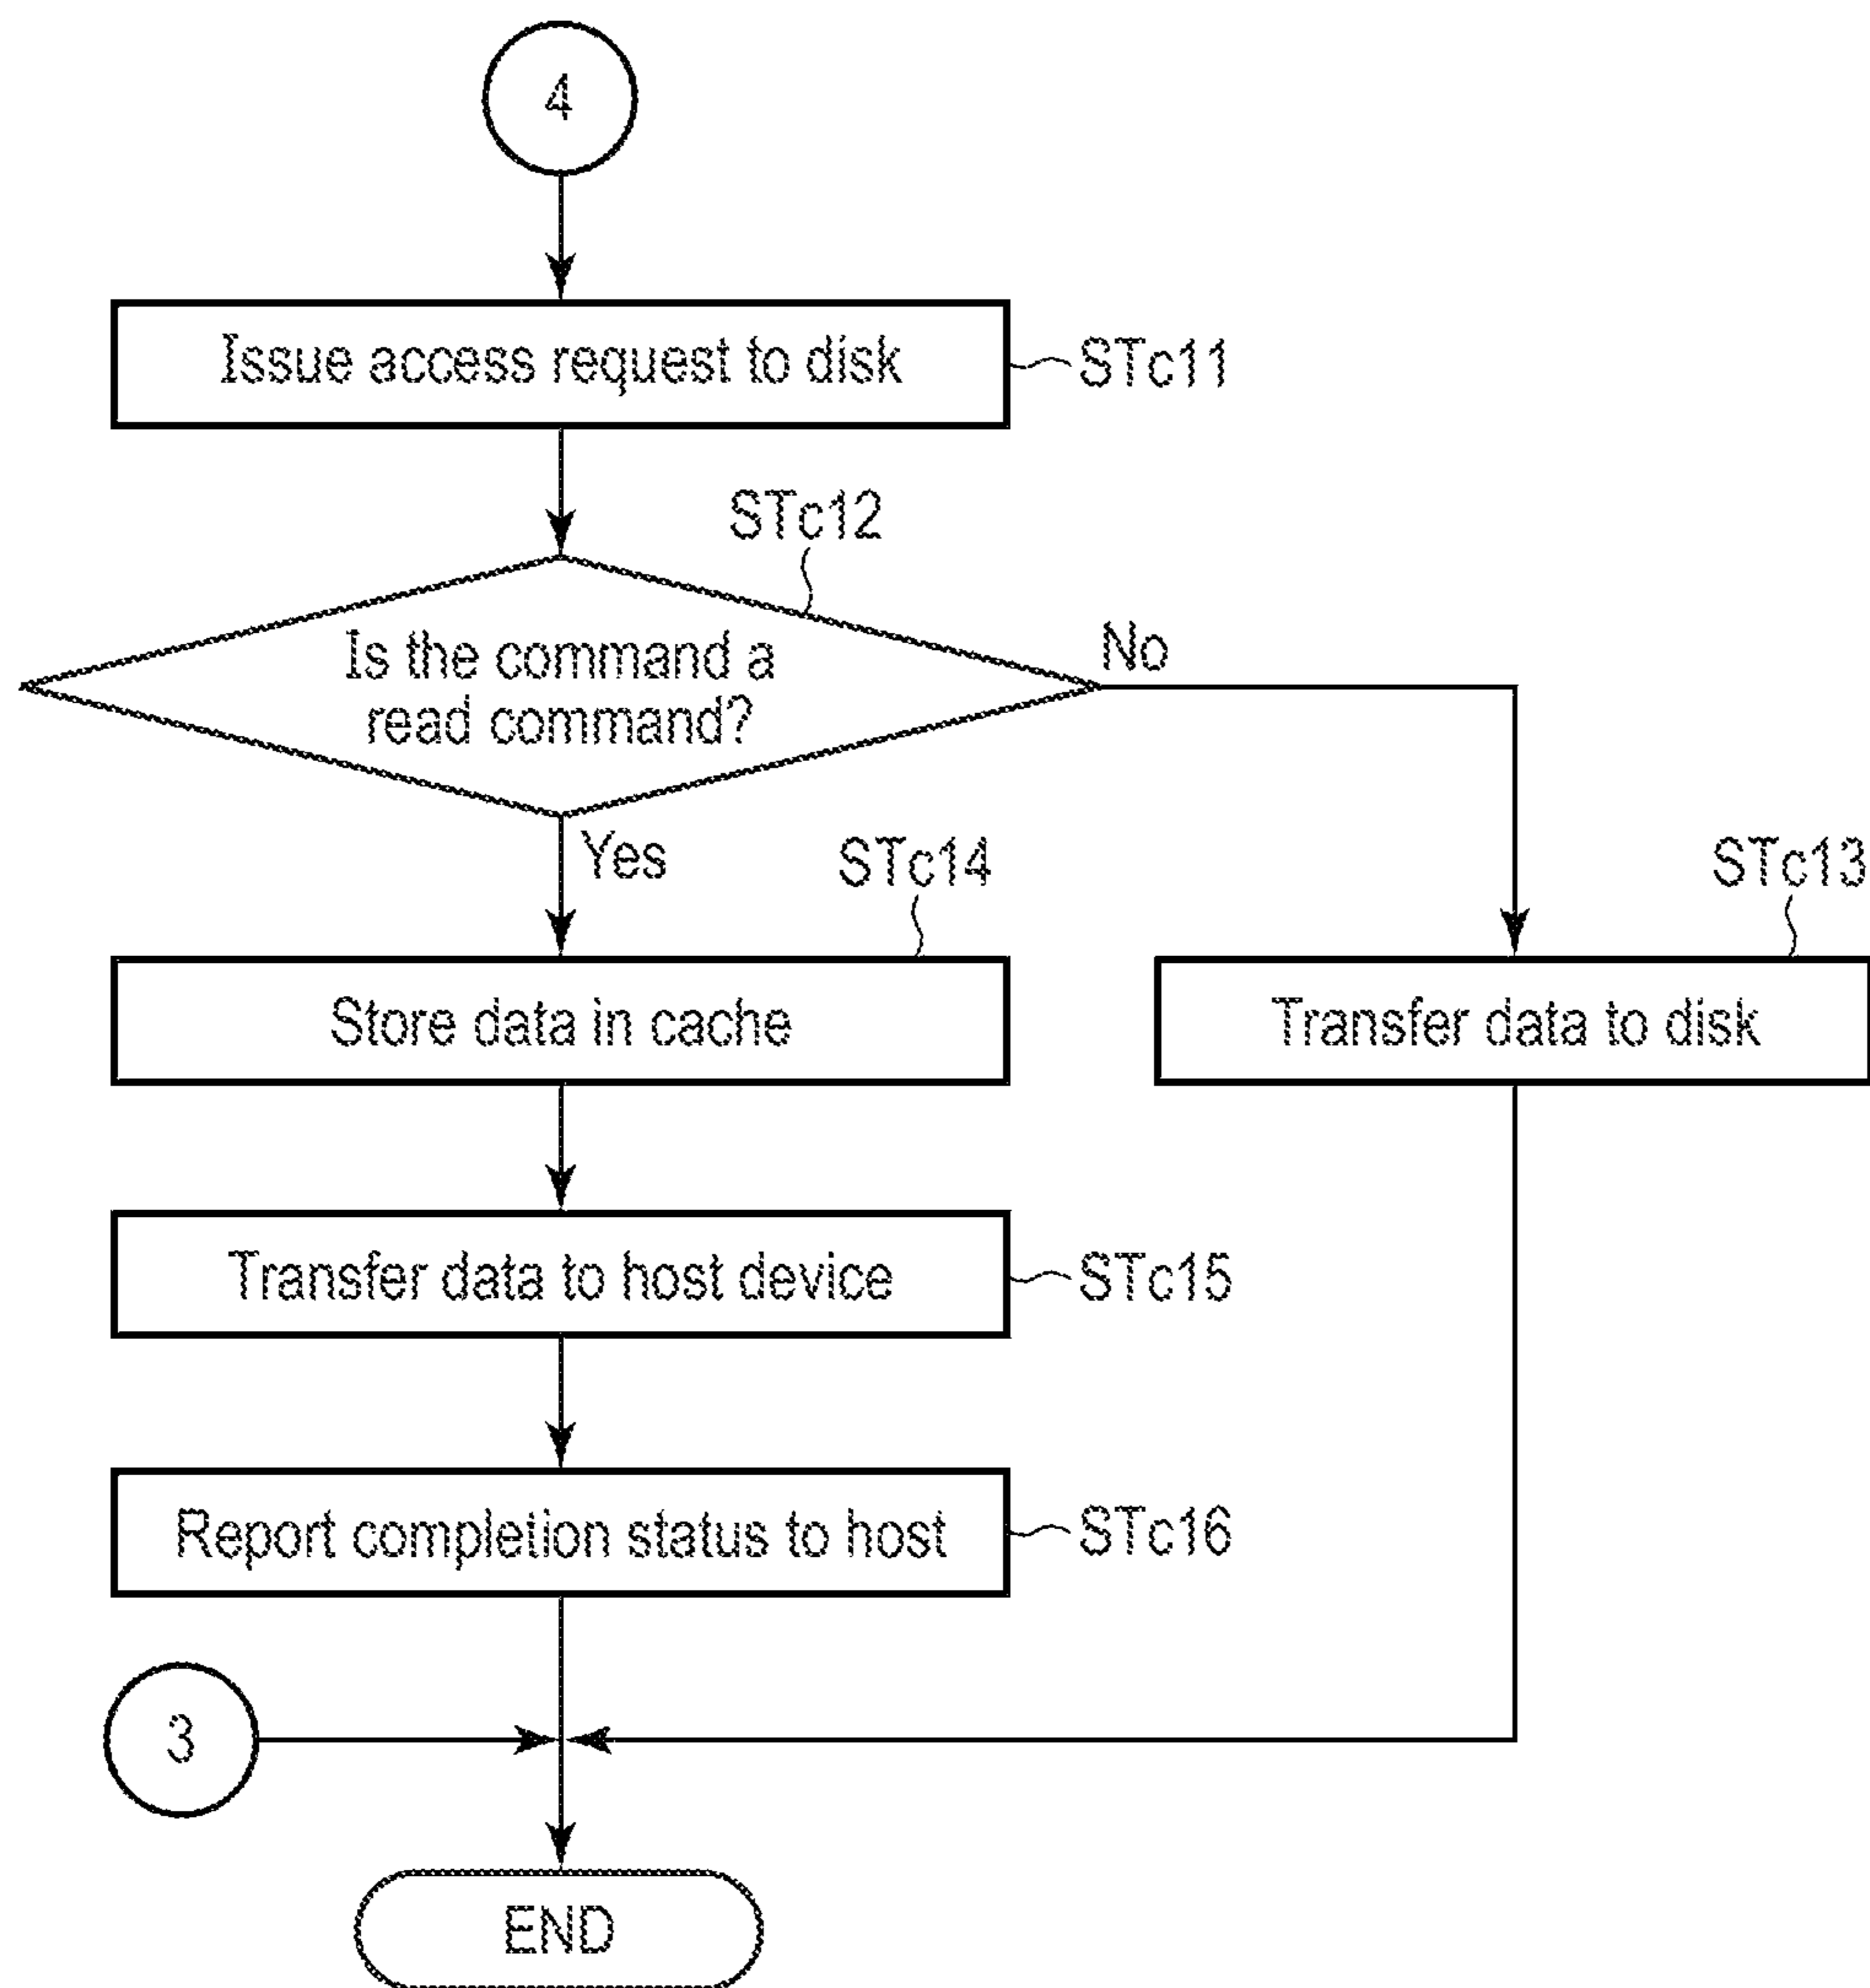 4
Issue access request to disk
STc11
STc12
Is the command a
read command?
No
Yes
STc14
STc13
Store data in cache
Transfer data to disk
Transfer data to host device
STc15
Report completion status to host
STc16
3
END